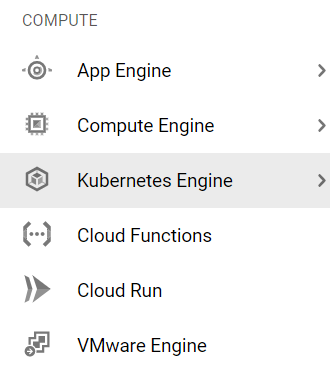 COMPUTE
App Engine
Compute Engine
Kubernetes Engine
Cloud Functions
Cloud Run
VMware Engine